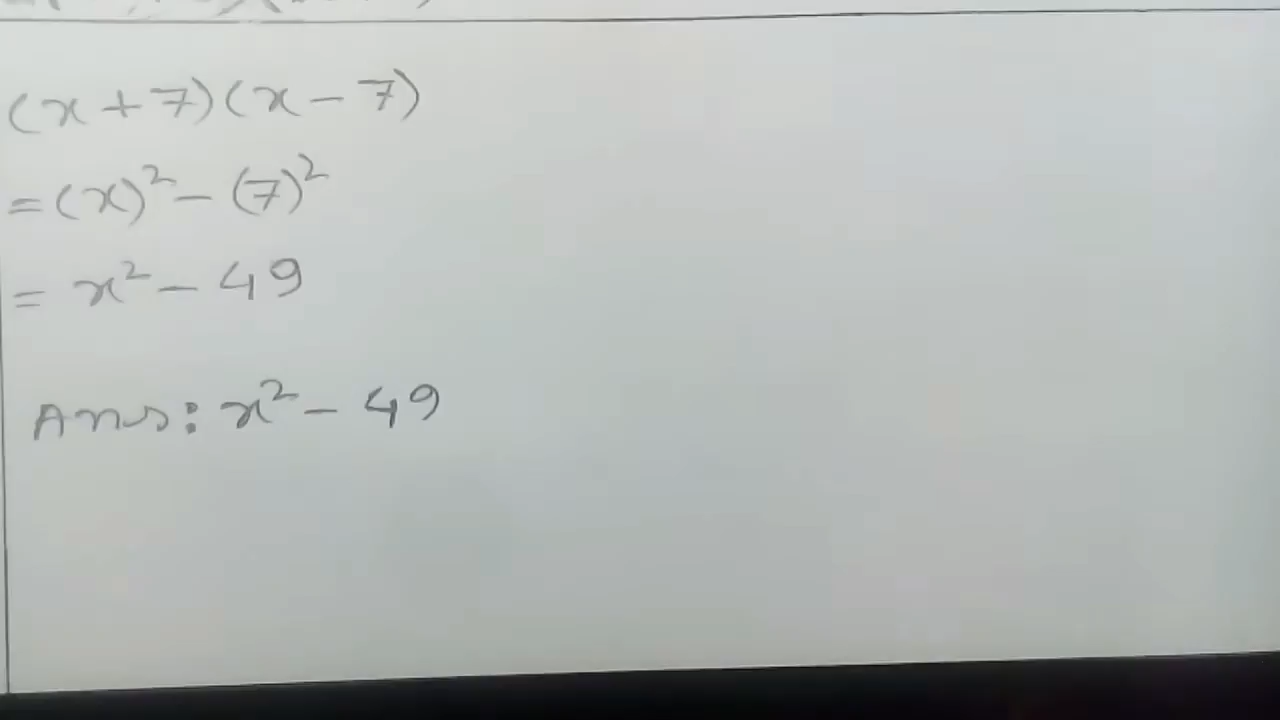 (x + 7)(x - 7)
= (x)² - (7)²
= x² - 49
Ans: x² - 49